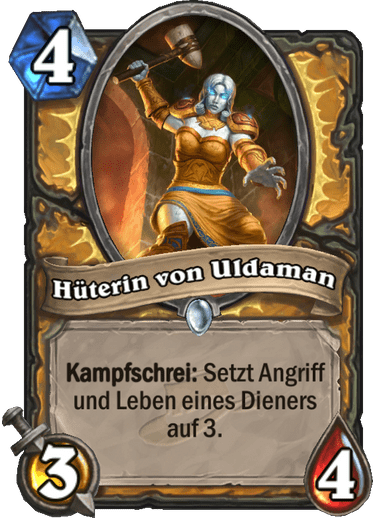 4
Hüterin von Uldaman
Kampfschrei: Setzt Angriff
und Leben eines Dieners
auf 3.
3
4